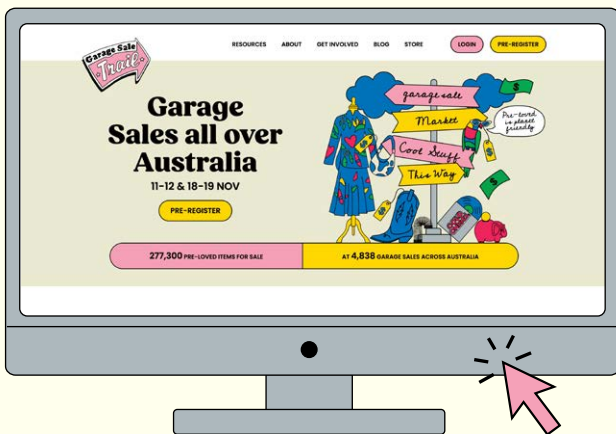 Garage Sale
Trail
RESOURCES ABOUT GET INVOLVED BLOG STORE LOGIN PRE-REGISTER
Garage
Sales all over
Australia
11-12 & 18-19 NOV
PRE-REGISTER
garage sale
Market
Cool Stuff
This Way
Pre-loved
is planet
friendly
277,300 PRE-LOVED ITEMS FOR SALE
AT 4,838 GARAGE SALES ACROSS AUSTRALIA